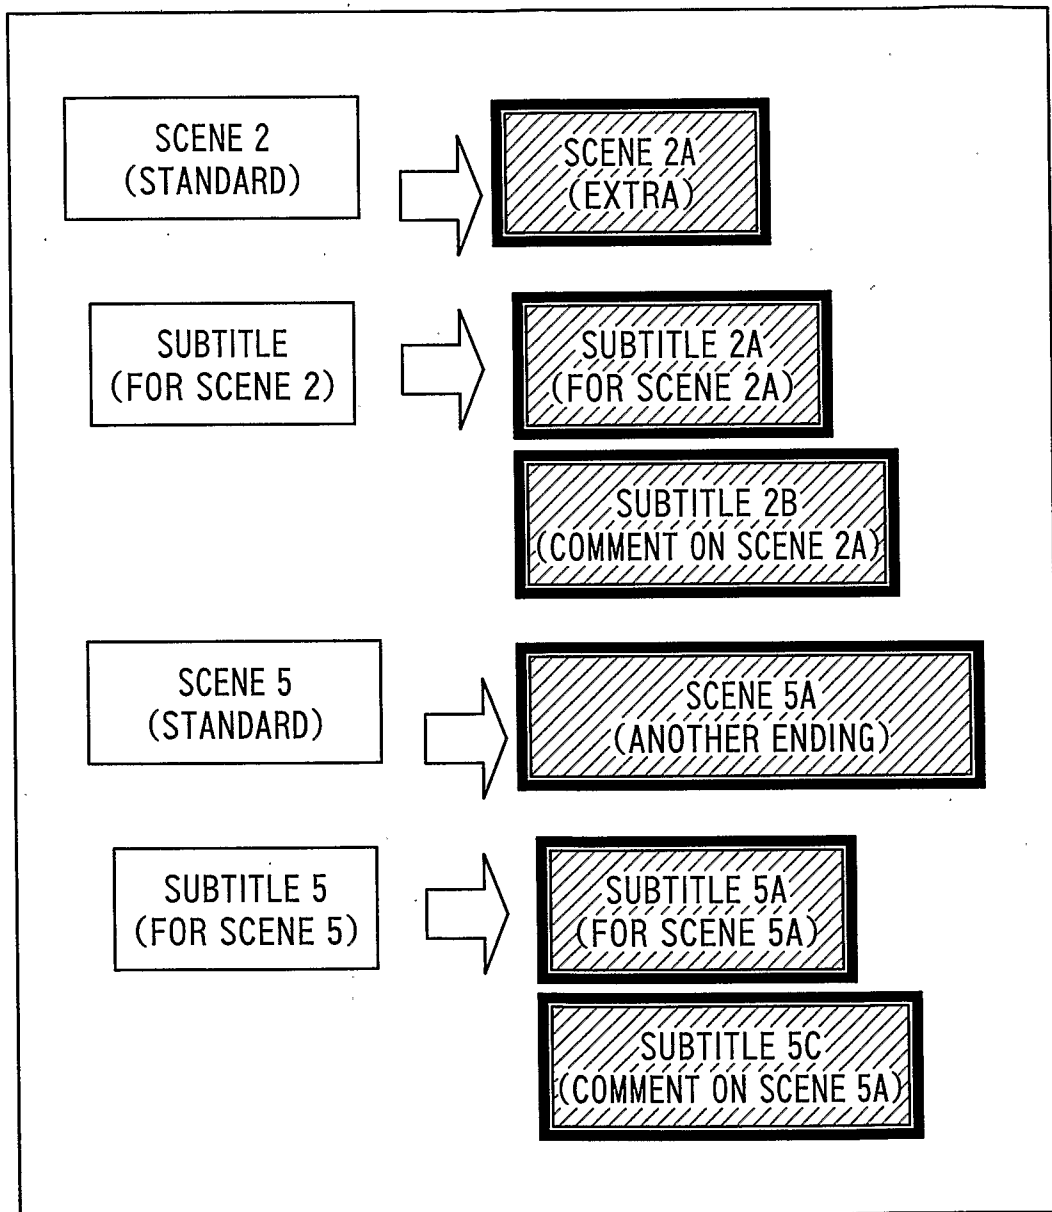 SCENE 2
(STANDARD)
SCENE 2A
(EXTRA)
SUBTITLE
(FOR SCENE 2)
SUBTITLE 2A
(FOR SCENE 2A)
SUBTITLE 2B
(COMMENT ON SCENE 2A)
SCENE 5
(STANDARD)
SCENE 5A
(ANOTHER ENDING)
SUBTITLE 5
(FOR SCENE 5)
SUBTITLE 5A
(FOR SCENE 5A)
SUBTITLE 5C
(COMMENT ON SCENE 5A)